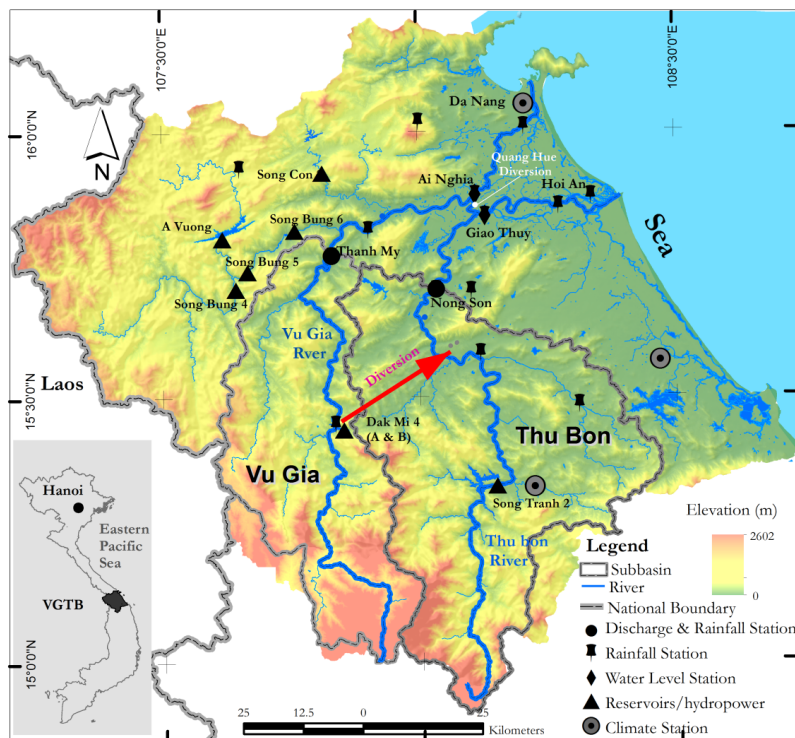 107°30'0"E
108°30'0"E
16°0'0"N
15°30'0"N
15°0'0"N
N
Da Nang
Quang Hue
Diversion
Song Con
Ai Nghia
Hoi An
A Vuong
Song Bung 6
Giao Thuy
Sea
Thanh My
Song Bung 5
Song Bung 4
Nong Son
Vu Gia
Rver
Diversion
Laos
Dak Mi 4
(A & B)
Thu Bon
Vu Gia
Song Tranh 2
Thu bon
River
Hanoi
Eastern
Pacific
Sea
VGTB
Elevation (m)
2602
0
Legend
Subbasin
River
National Boundary
Discharge & Rainfall Station
Rainfall Station
Water Level Station
Reservoirs/hydropower
Climate Station
25
12.5
0
25
Kilometers